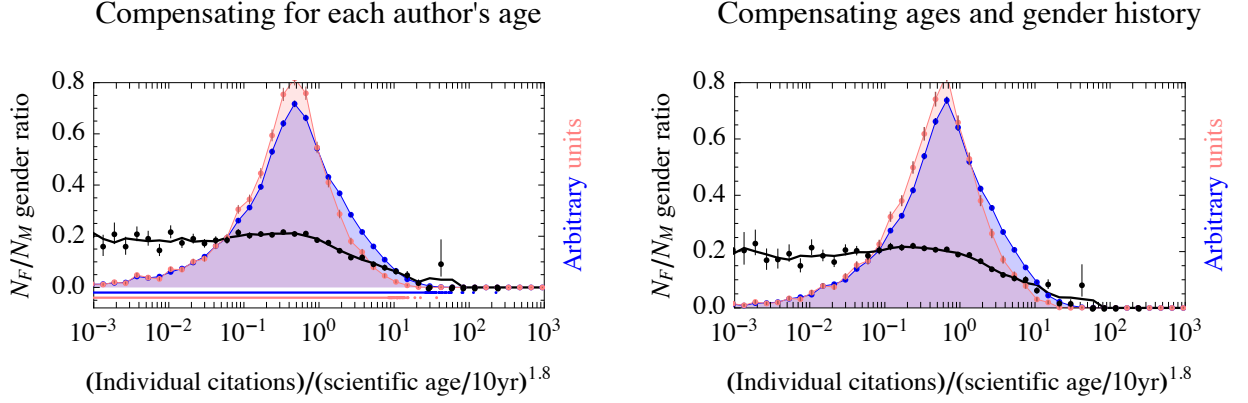 Compensating for each author's age
0.8
0.6
0.4
0.2
0.0
N_F/N_M gender ratio
Arbitrary units
10^−3 10^−2 10^−1 10^0 10^1 10^2 10^3
(Individual citations)/(scientific age/10yr)^1.8
Compensating ages and gender history
0.8
0.6
0.4
0.2
0.0
N_F/N_M gender ratio
Arbitrary units
10^−3 10^−2 10^−1 10^0 10^1 10^2 10^3
(Individual citations)/(scientific age/10yr)^1.8